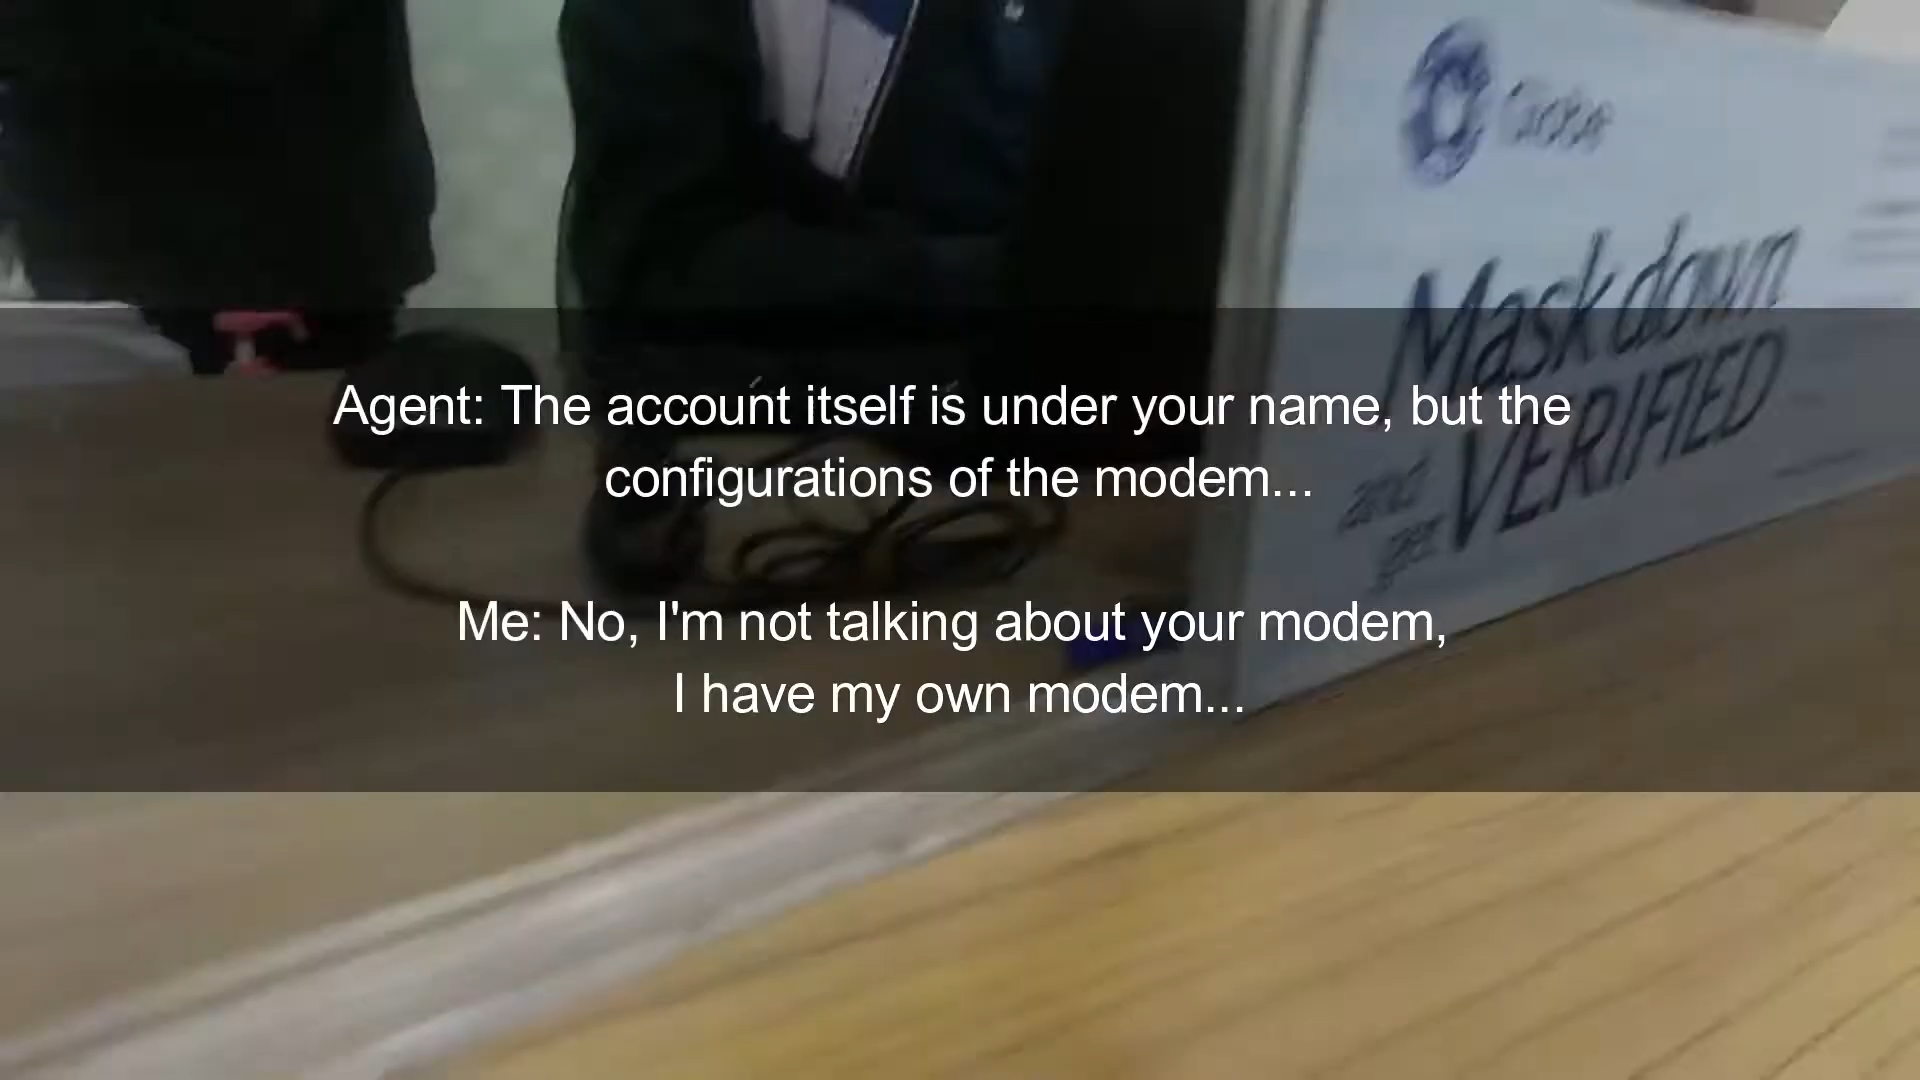 Globe
Mask down
and get VERIFIED
Agent: The account itself is under your name, but the
configurations of the modem...
Me: No, I'm not talking about your modem,
I have my own modem...